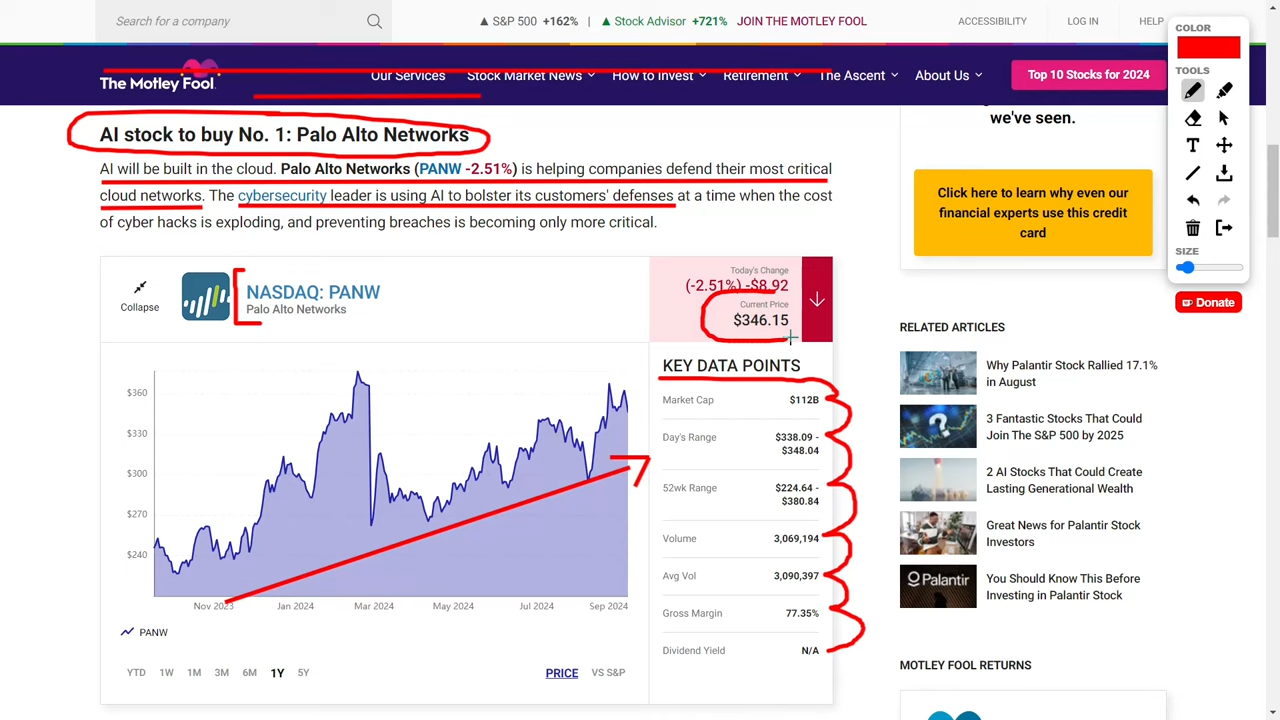 Search for a company
▲ S&P 500 +162% | ▲ Stock Advisor +721% JOIN THE MOTLEY FOOL
ACCESSIBILITY LOG IN HELP
The Motley Fool.
Our Services Stock Market News How to Invest Retirement The Ascent About Us
Top 10 Stocks for 2024
COLOR
TOOLS
T
SIZE
Donate
AI stock to buy No. 1: Palo Alto Networks
AI will be built in the cloud. Palo Alto Networks (PANW -2.51%) is helping companies defend their most critical
cloud networks. The cybersecurity leader is using AI to bolster its customers' defenses at a time when the cost
of cyber hacks is exploding, and preventing breaches is becoming only more critical.
Collapse
NASDAQ: PANW
Palo Alto Networks
Today's Change
(-2.51%) -$8.92
Current Price
$346.15
$360
$330
$300
$270
$240
Nov 2023 Jan 2024 Mar 2024 May 2024 Jul 2024 Sep 2024
PANW
YTD 1W 1M 3M 6M 1Y 5Y
PRICE VS S&P
KEY DATA POINTS
Market Cap $112B
Day's Range $338.09 -
$348.04
52wk Range $224.64 -
$380.84
Volume 3,069,194
Avg Vol 3,090,397
Gross Margin 77.35%
Dividend Yield N/A
we've seen.
Click here to learn why even our
financial experts use this credit
card
RELATED ARTICLES
Why Palantir Stock Rallied 17.1%
in August
3 Fantastic Stocks That Could
Join The S&P 500 by 2025
2 AI Stocks That Could Create
Lasting Generational Wealth
Great News for Palantir Stock
Investors
Palantir
You Should Know This Before
Investing in Palantir Stock
MOTLEY FOOL RETURNS